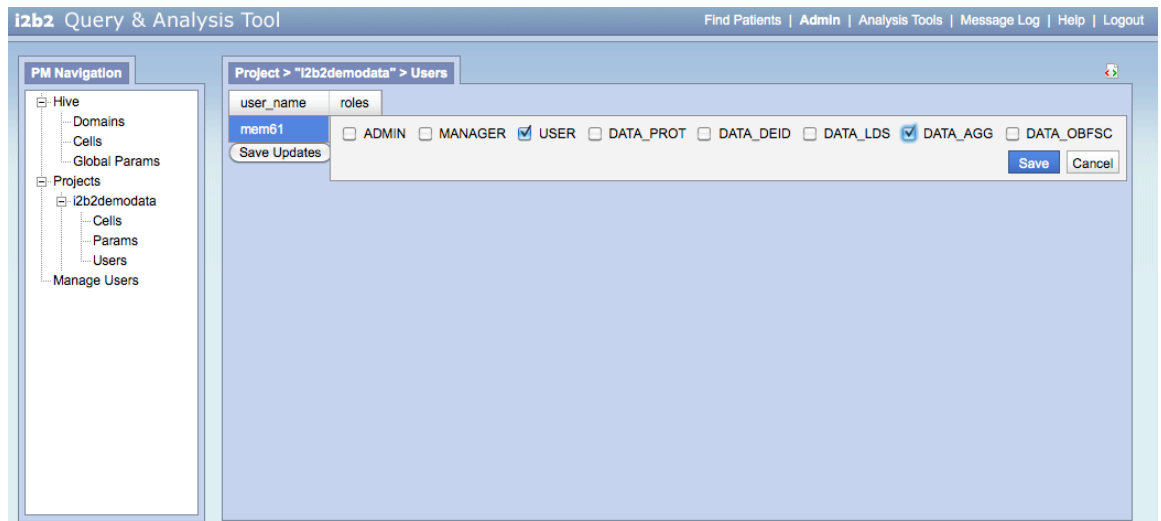 i2b2 Query & Analysis Tool
Find Patients | Admin | Analysis Tools | Message Log | Help | Logout
PM Navigation
Hive
Domains
Cells
Global Params
Projects
i2b2demodata
Cells
Params
Users
Manage Users
Project > "i2b2demodata" > Users
user_name roles
mem61
ADMIN MANAGER USER DATA_PROT DATA_DEID DATA_LDS DATA_AGG DATA_OBFSC
Save Updates
Save Cancel